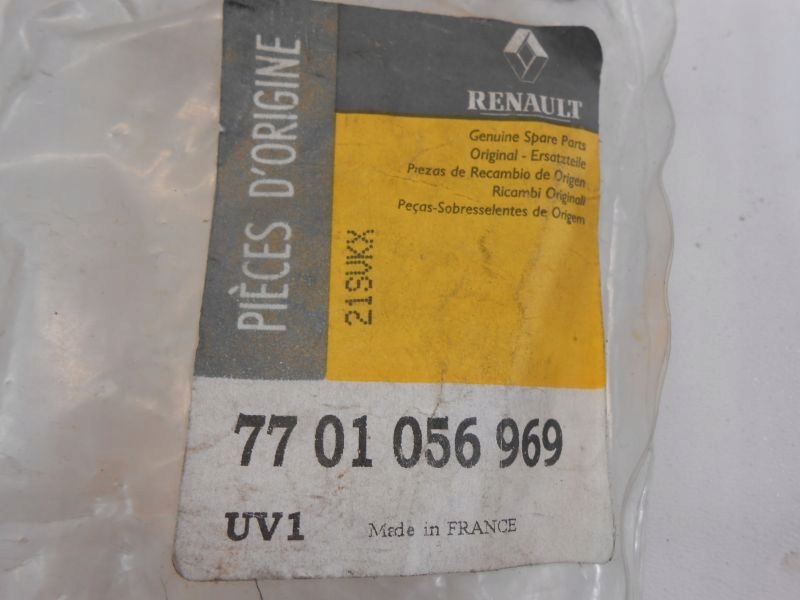 PIÈCES D'ORIGINE
RENAULT
Genuine Spare Parts
Original - Ersatzteile
Piezas de Recambio de Origen
Ricambi Originali
Peças-Sobresselentes de Origem
219VKX
77 01 056 969
UV1 Made in FRANCE